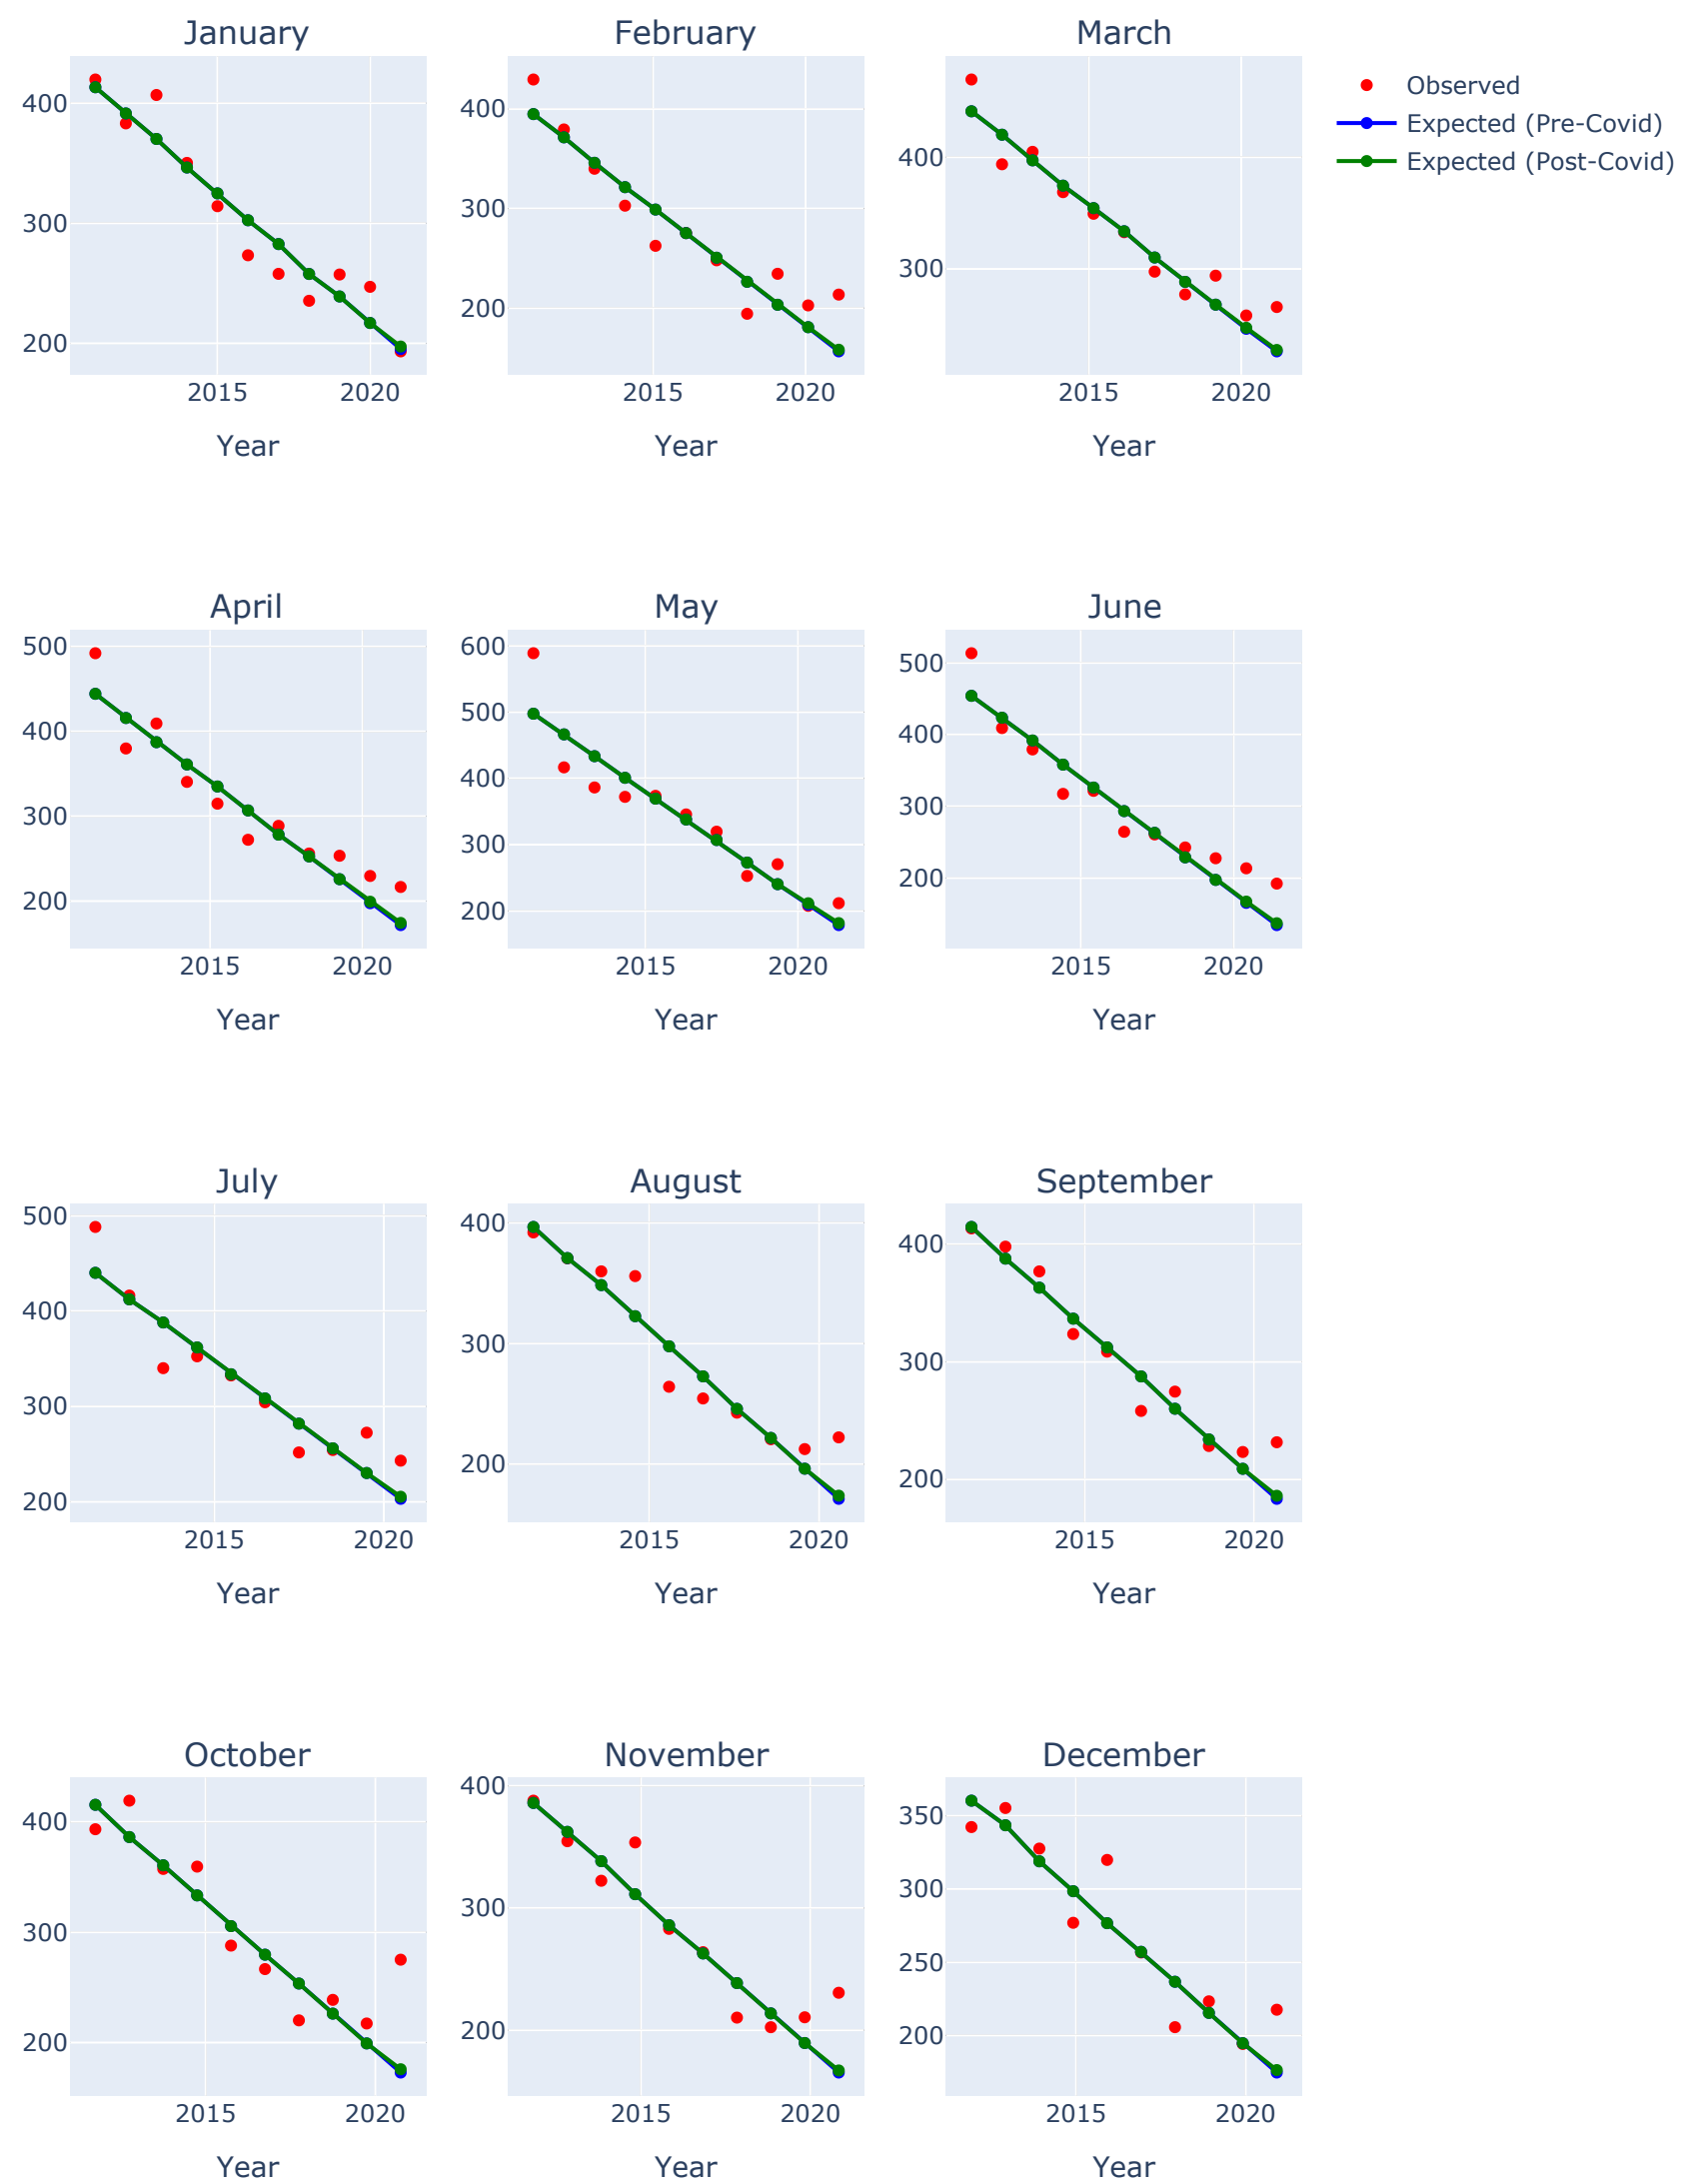 January
February
March
400
300
200
2015
2020
Year
400
300
200
2015
2020
Year
400
300
2015
2020
Year
Observed
Expected (Pre-Covid)
Expected (Post-Covid)
April
May
June
500
400
300
200
2015
2020
Year
600
500
400
300
200
2015
2020
Year
500
400
300
200
2015
2020
Year
July
August
September
500
400
300
200
2015
2020
Year
400
300
200
2015
2020
Year
400
300
200
2015
2020
Year
October
November
December
400
300
200
2015
2020
Year
400
300
200
2015
2020
Year
350
300
250
200
2015
2020
Year